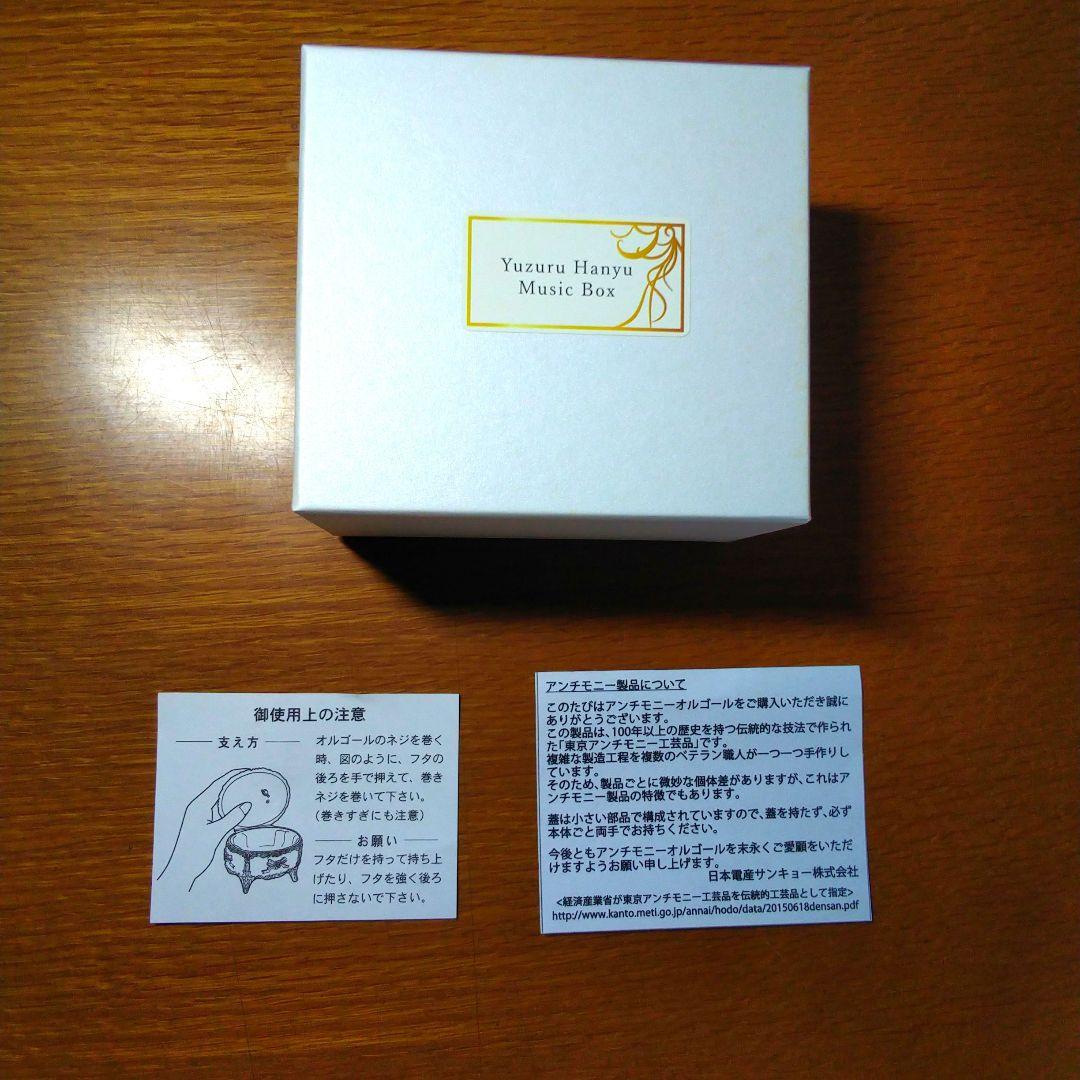 Yuzuru Hanyu
Music Box
御使用上の注意
支え方
オルゴールのネジを巻く
時、図のように、フタの
後ろを手で押えて、巻き
ネジを巻いて下さい。
（巻きすぎにも注意）
お願い
フタだけを持って持ち上
げたり、フタを強く後ろ
に押さないで下さい。
アンチモニー製品について
このたびはアンチモニーオルゴールをご購入いただき誠に
ありがとうございます。
この製品は、100年以上の歴史を持つ伝統的な技法で作られ
た「東京アンチモニー工芸品」です。
複雑な製造工程を複数のベテラン職人が一つ一つ手作りし
ています。
そのため、製品ごとに微妙な個体差がありますが、これはア
ンチモニー製品の特徴でもあります。
蓋は小さい部品で構成されていますので、蓋を持たず、必ず
本体ごと両手でお持ちください。
今後ともアンチモニーオルゴールを末永くご愛顧をいただ
けますようお願い申し上げます。
日本電産サンキョー株式会社
<経済産業省が東京アンチモニー工芸品を伝統的工芸品として指定>
http://www.kanto.meti.go.jp/annai/hodo/data/20150618densan.pdf